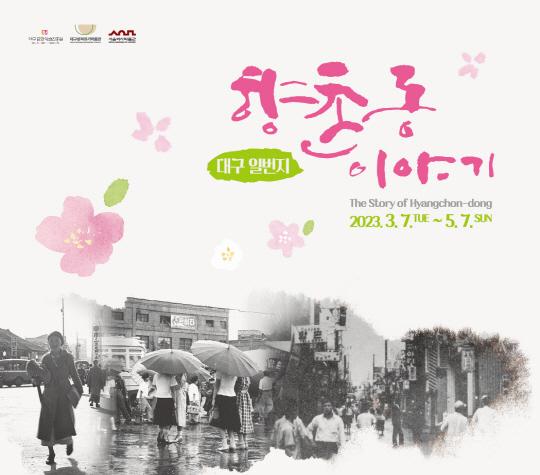 향촌동
이야기
대구 일번지
The Story of Hyangchon-dong
2023. 3. 7. TUE ~ 5. 7. SUN